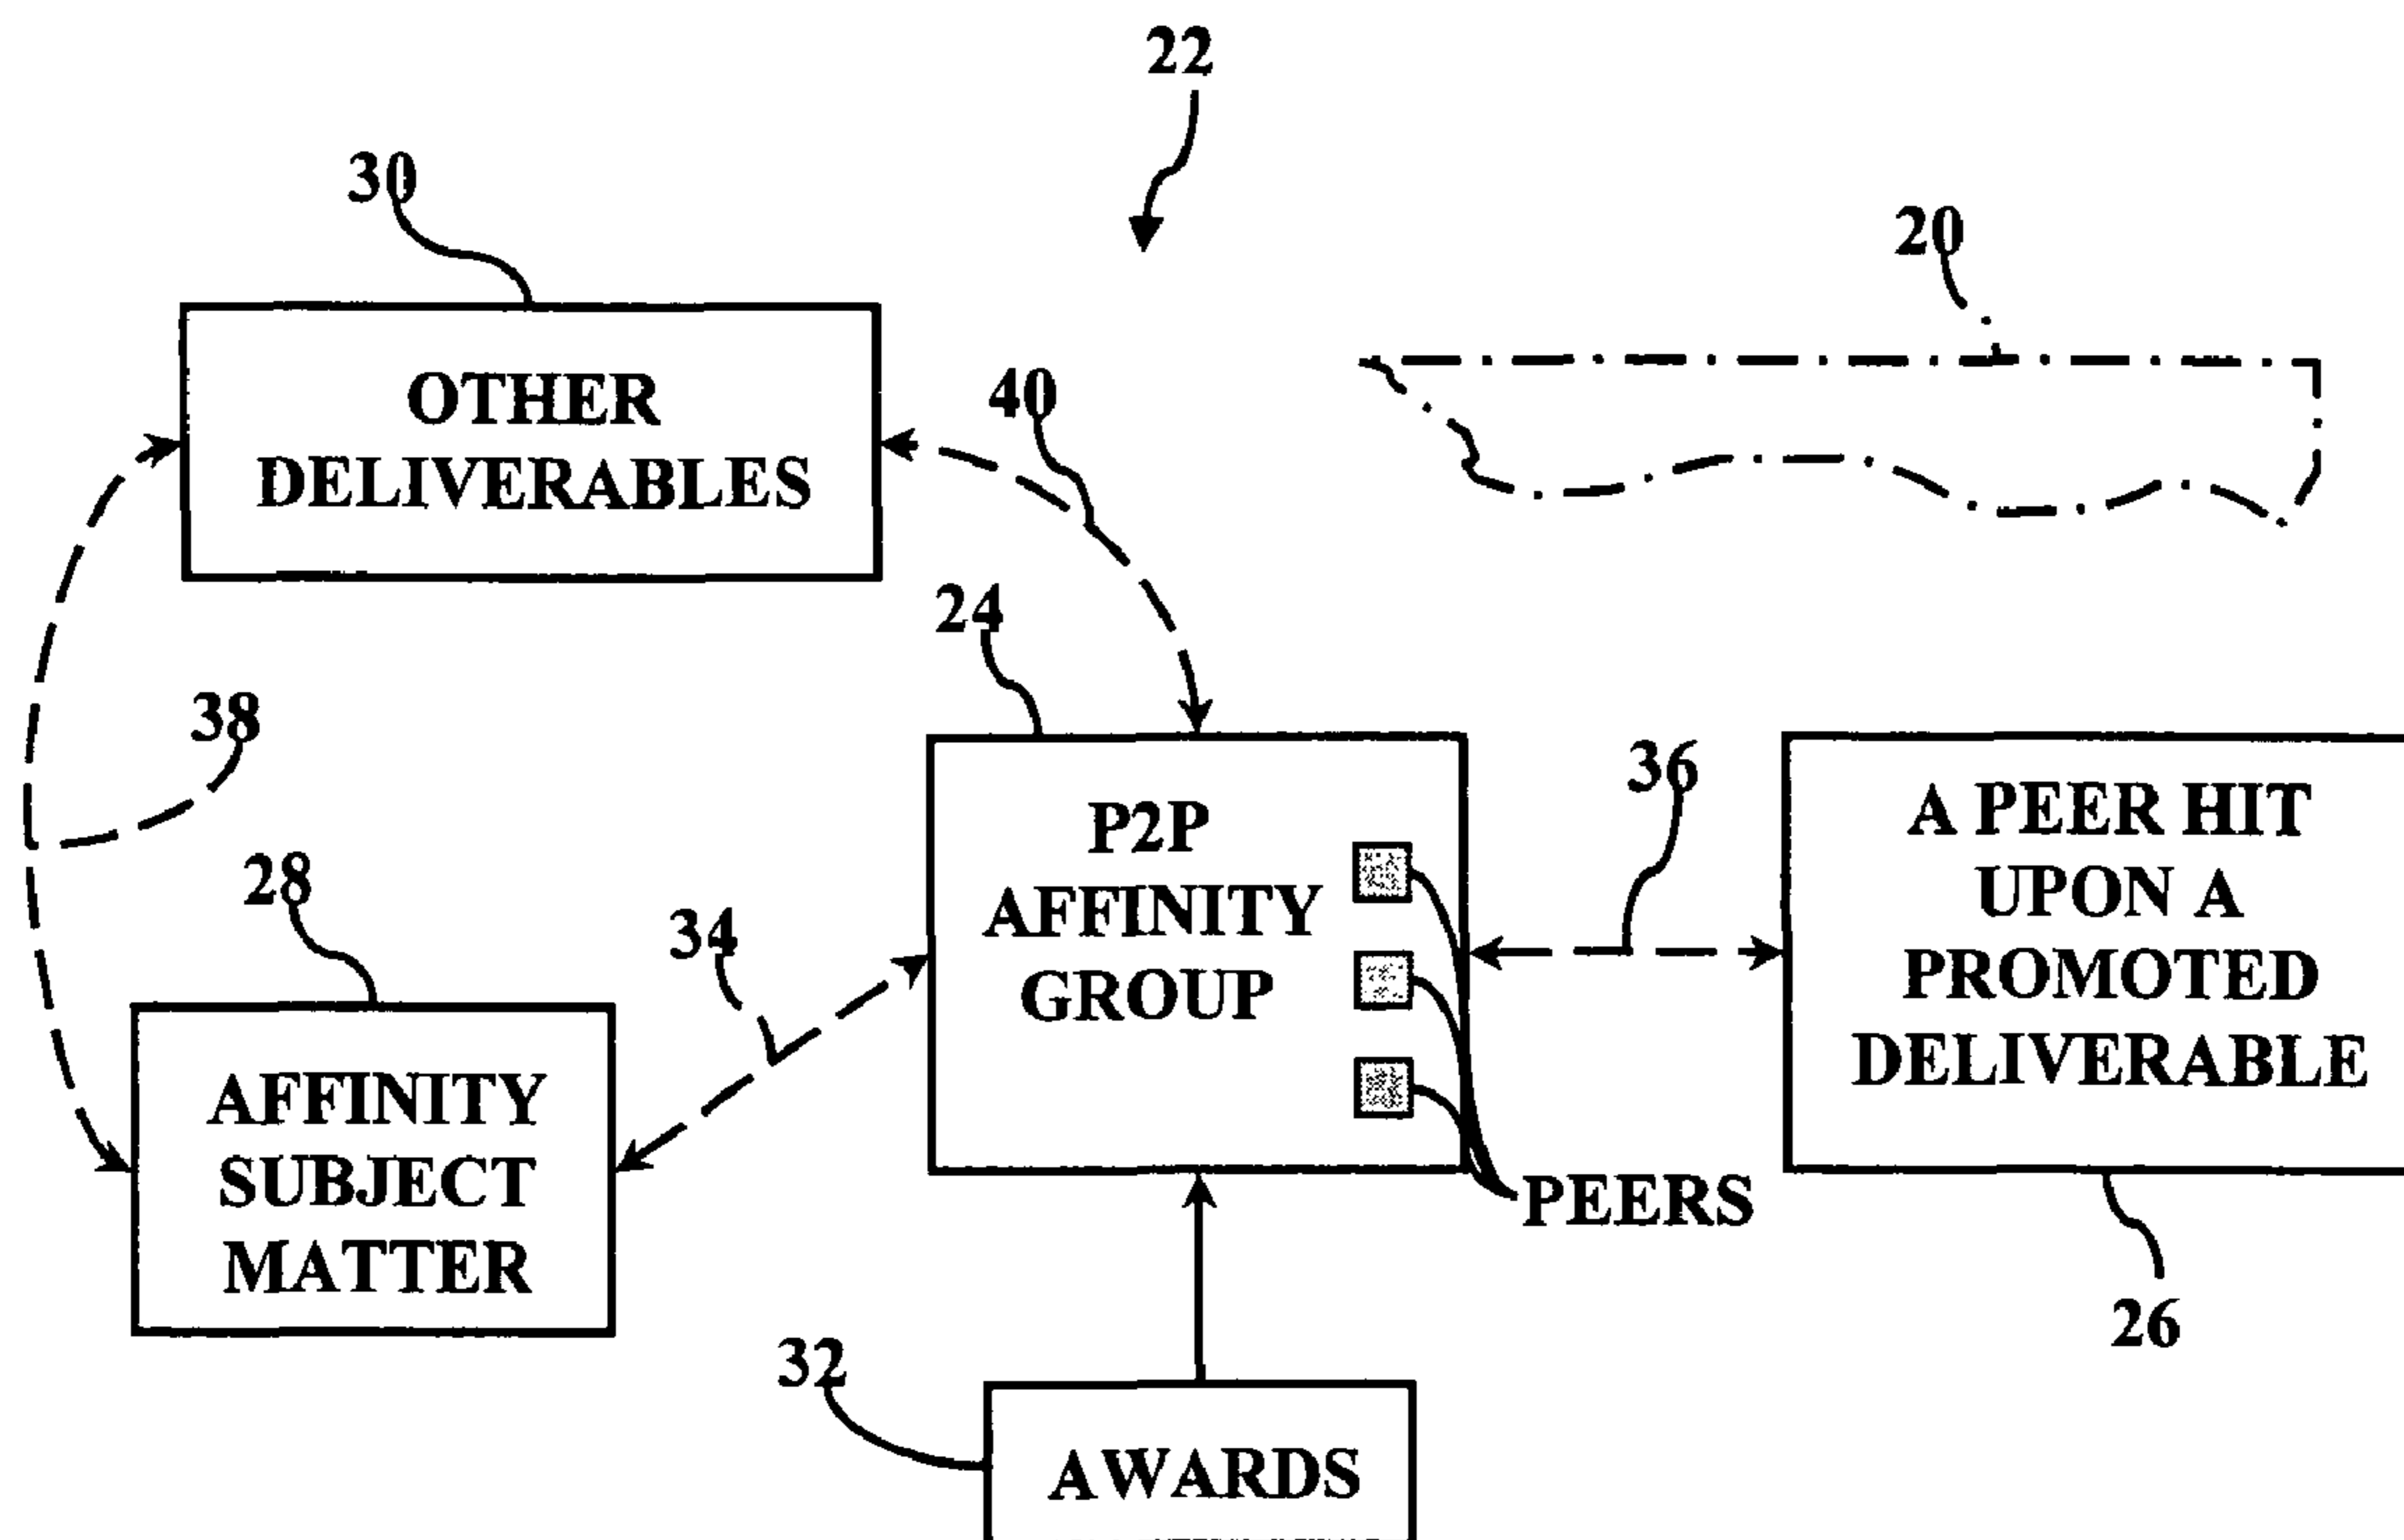 22
30
20
OTHER
DELIVERABLES
40
24
38
36
28
34
P2P
AFFINITY
GROUP
A PEER HIT
UPON A
PROMOTED
DELIVERABLE
AFFINITY
SUBJECT
MATTER
PEERS
26
32
AWARDS